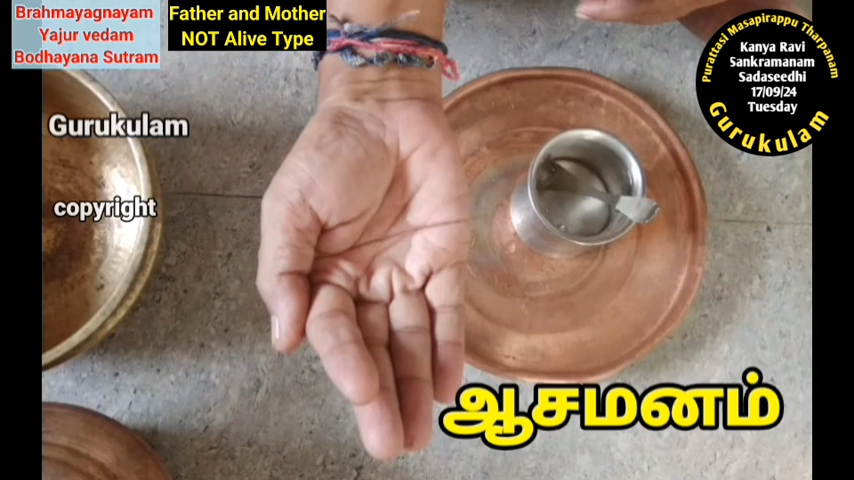 Brahmayagnayam
Yajur vedam
Bodhayana Sutram
Father and Mother
NOT Alive Type
Purattasi Masapirappu Tharpanam
Kanya Ravi
Sankramanam
Sadaseedhi
17/09/24
Tuesday
Gurukulam
Gurukulam
copyright
ஆசமனம்